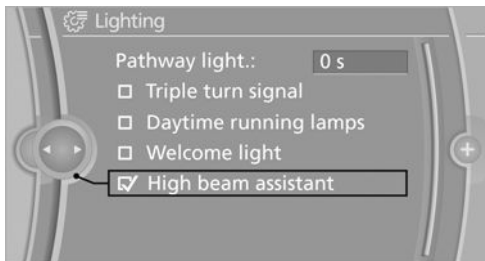 Lighting
Pathway light.: 0 s
Triple turn signal
Daytime running lamps
Welcome light
High beam assistant